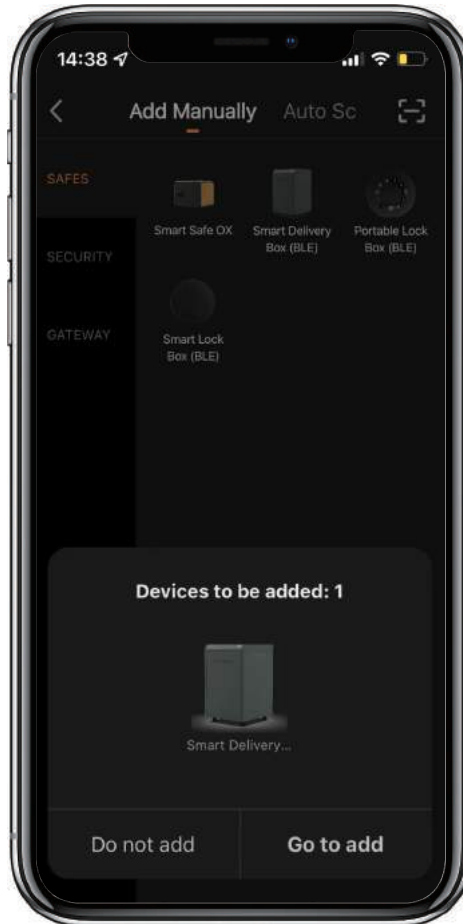 14:38
Add Manually Auto Sc
SAFES
SECURITY
GATEWAY
Smart Safe OX
Smart Delivery
Box (BLE)
Portable Lock
Box (BLE)
Smart Lock
Box (BLE)
Devices to be added: 1
Smart Delivery...
Do not add
Go to add